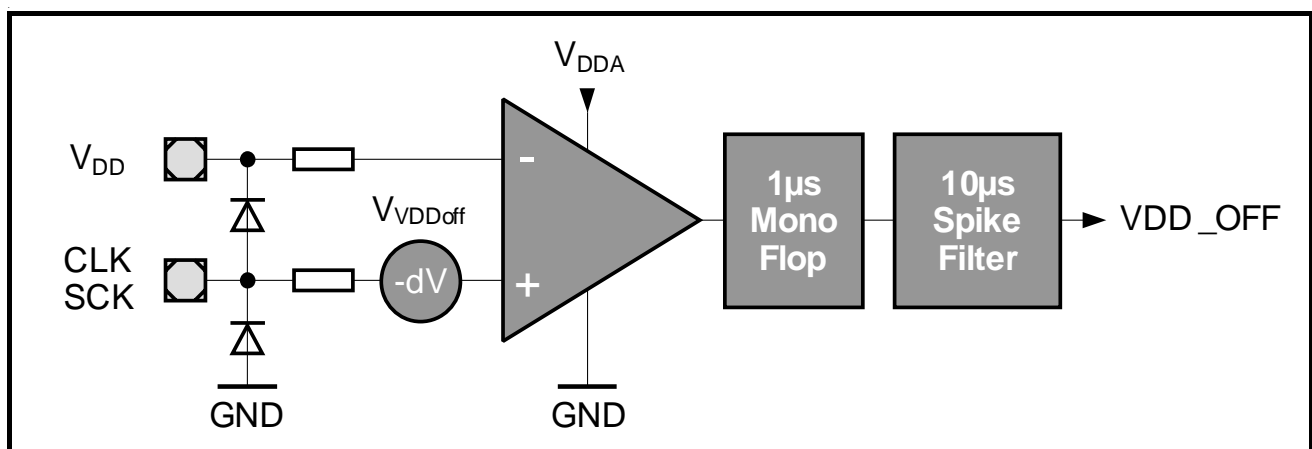 VDDA
VDD
-
1µs
Mono
Flop
10µs
Spike
Filter
VDD_OFF
VVDDoff
CLK
SCK
-dV
+
GND
GND